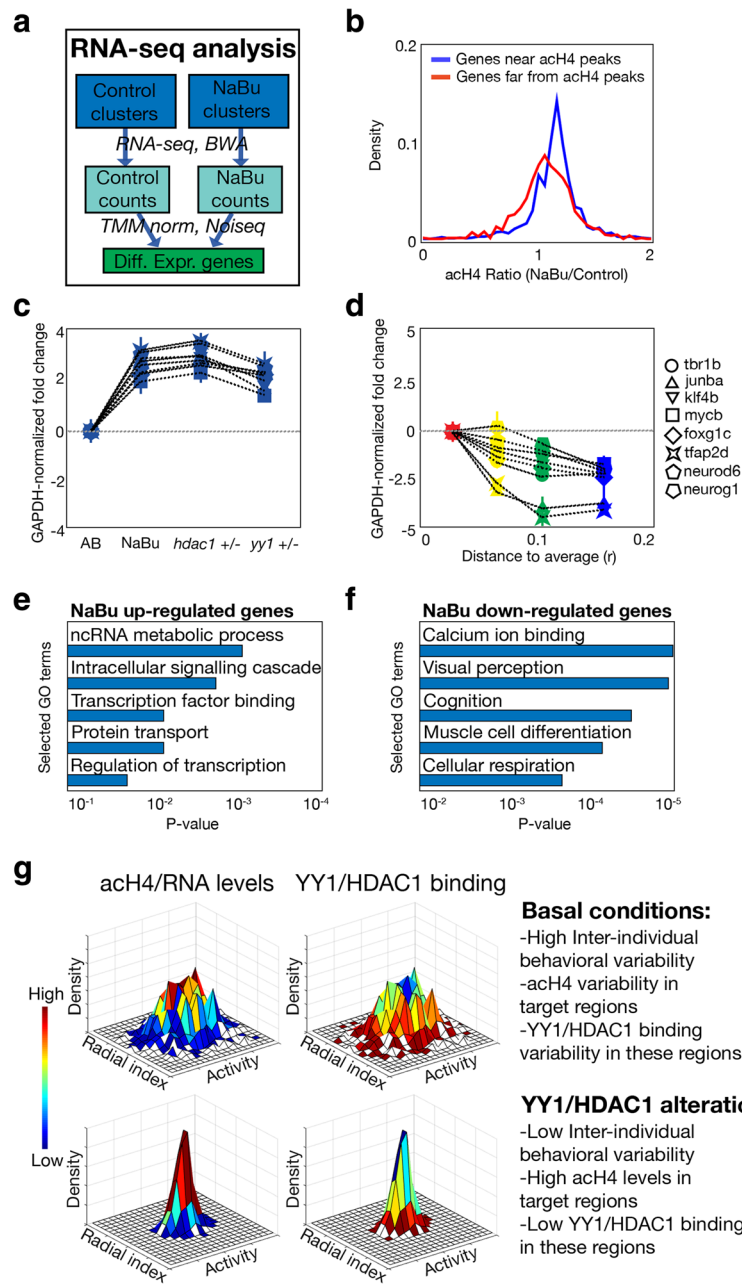 a
RNA-seq analysis
Control
clusters
NaBu
clusters
RNA-seq, BWA
Control
counts
NaBu
counts
TMM norm, Noiseq
Diff. Expr. genes
b
0.2
0.1
0
Density
Genes near acH4 peaks
Genes far from acH4 peaks
0 1 2
acH4 Ratio (NaBu/Control)
c
GAPDH-normalized fold change
4
2
0
-2
-4
AB NaBu hdac1 +/- yy1 +/-
d
GAPDH-normalized fold change
5
2.5
0
-2.5
-5
0 0.1 0.2
Distance to average (r)
tbr1b
junba
klf4b
mycb
foxg1c
tfap2d
neurod6
neurog1
e
NaBu up-regulated genes
Selected GO terms
ncRNA metabolic process
Intracellular signalling cascade
Transcription factor binding
Protein transport
Regulation of transcription
10-1 10-2 10-3 10-4
P-value
f
NaBu down-regulated genes
Selected GO terms
Calcium ion binding
Visual perception
Cognition
Muscle cell differentiation
Cellular respiration
10-2 10-3 10-4 10-5
P-value
g
acH4/RNA levels YY1/HDAC1 binding
High
Low
Density
Radial index
Activity
Density
Radial index
Activity
Basal conditions:
-High Inter-individual
behavioral variability
-acH4 variability in
target regions
-YY1/HDAC1 binding
variability in these regions
Density
Radial index
Activity
Density
Radial index
Activity
YY1/HDAC1 alteratio
-Low Inter-individual
behavioral variability
-High acH4 levels in
target regions
-Low YY1/HDAC1 binding
in these regions